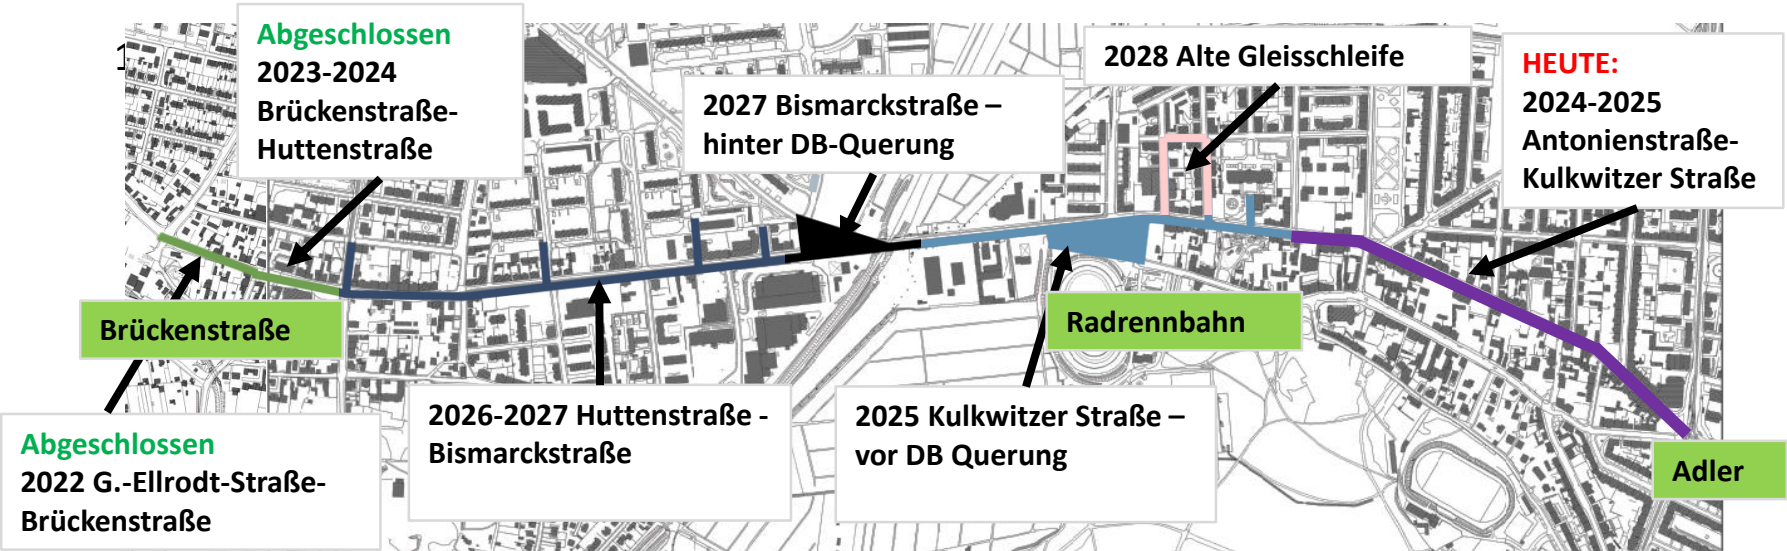 1
Abgeschlossen
2023-2024
Brückenstraße-
Huttenstraße
2027 Bismarckstraße –
hinter DB-Querung
2028 Alte Gleisschleife
HEUTE:
2024-2025
Antonienstraße-
Kulkwitzer Straße
Brückenstraße
Radrennbahn
Abgeschlossen
2022 G.-Ellrodt-Straße-
Brückenstraße
2026-2027 Huttenstraße -
Bismarckstraße
2025 Kulkwitzer Straße –
vor DB Querung
Adler